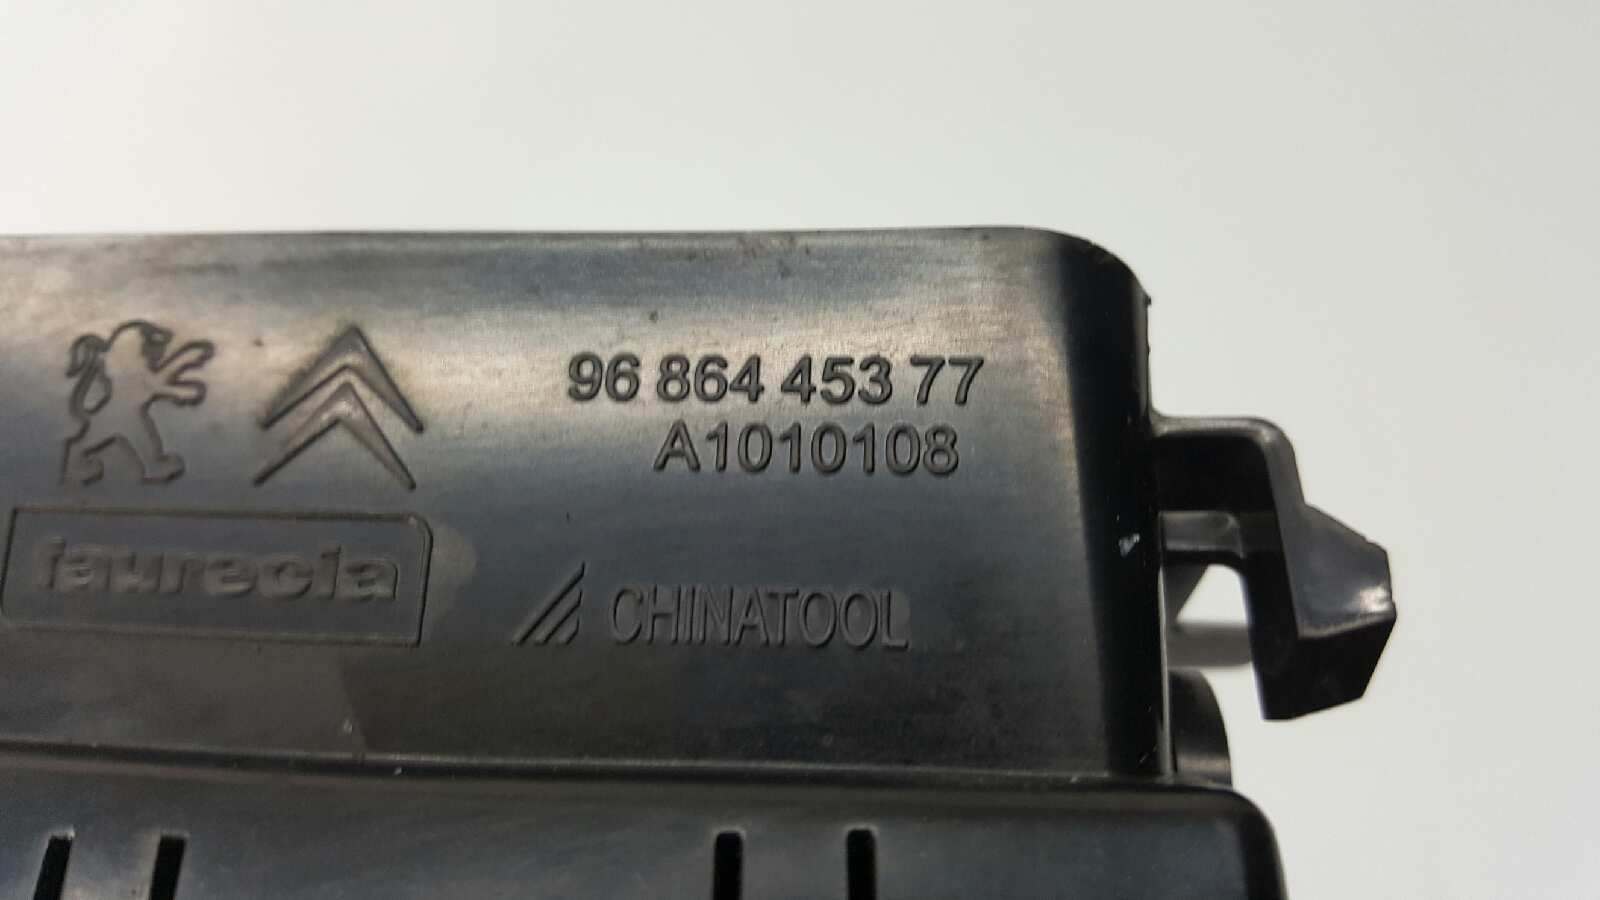 96 864 453 77
A1010108
faurecia
CHINATOOL